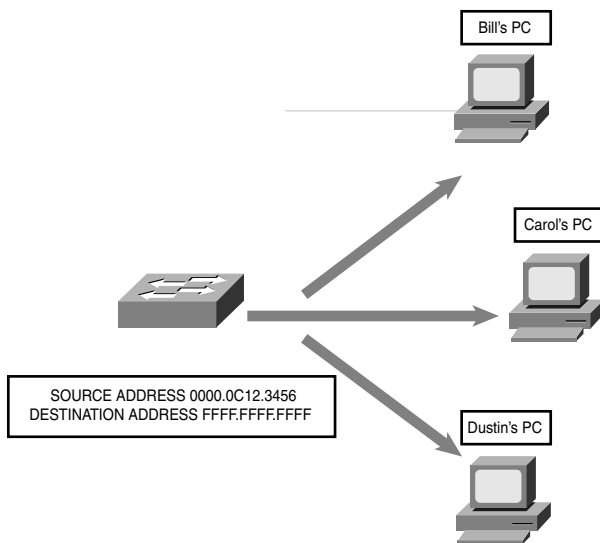 Bill's PC
Carol's PC
SOURCE ADDRESS 0000.0C12.3456
DESTINATION ADDRESS FFFF.FFFF.FFFF
Dustin's PC